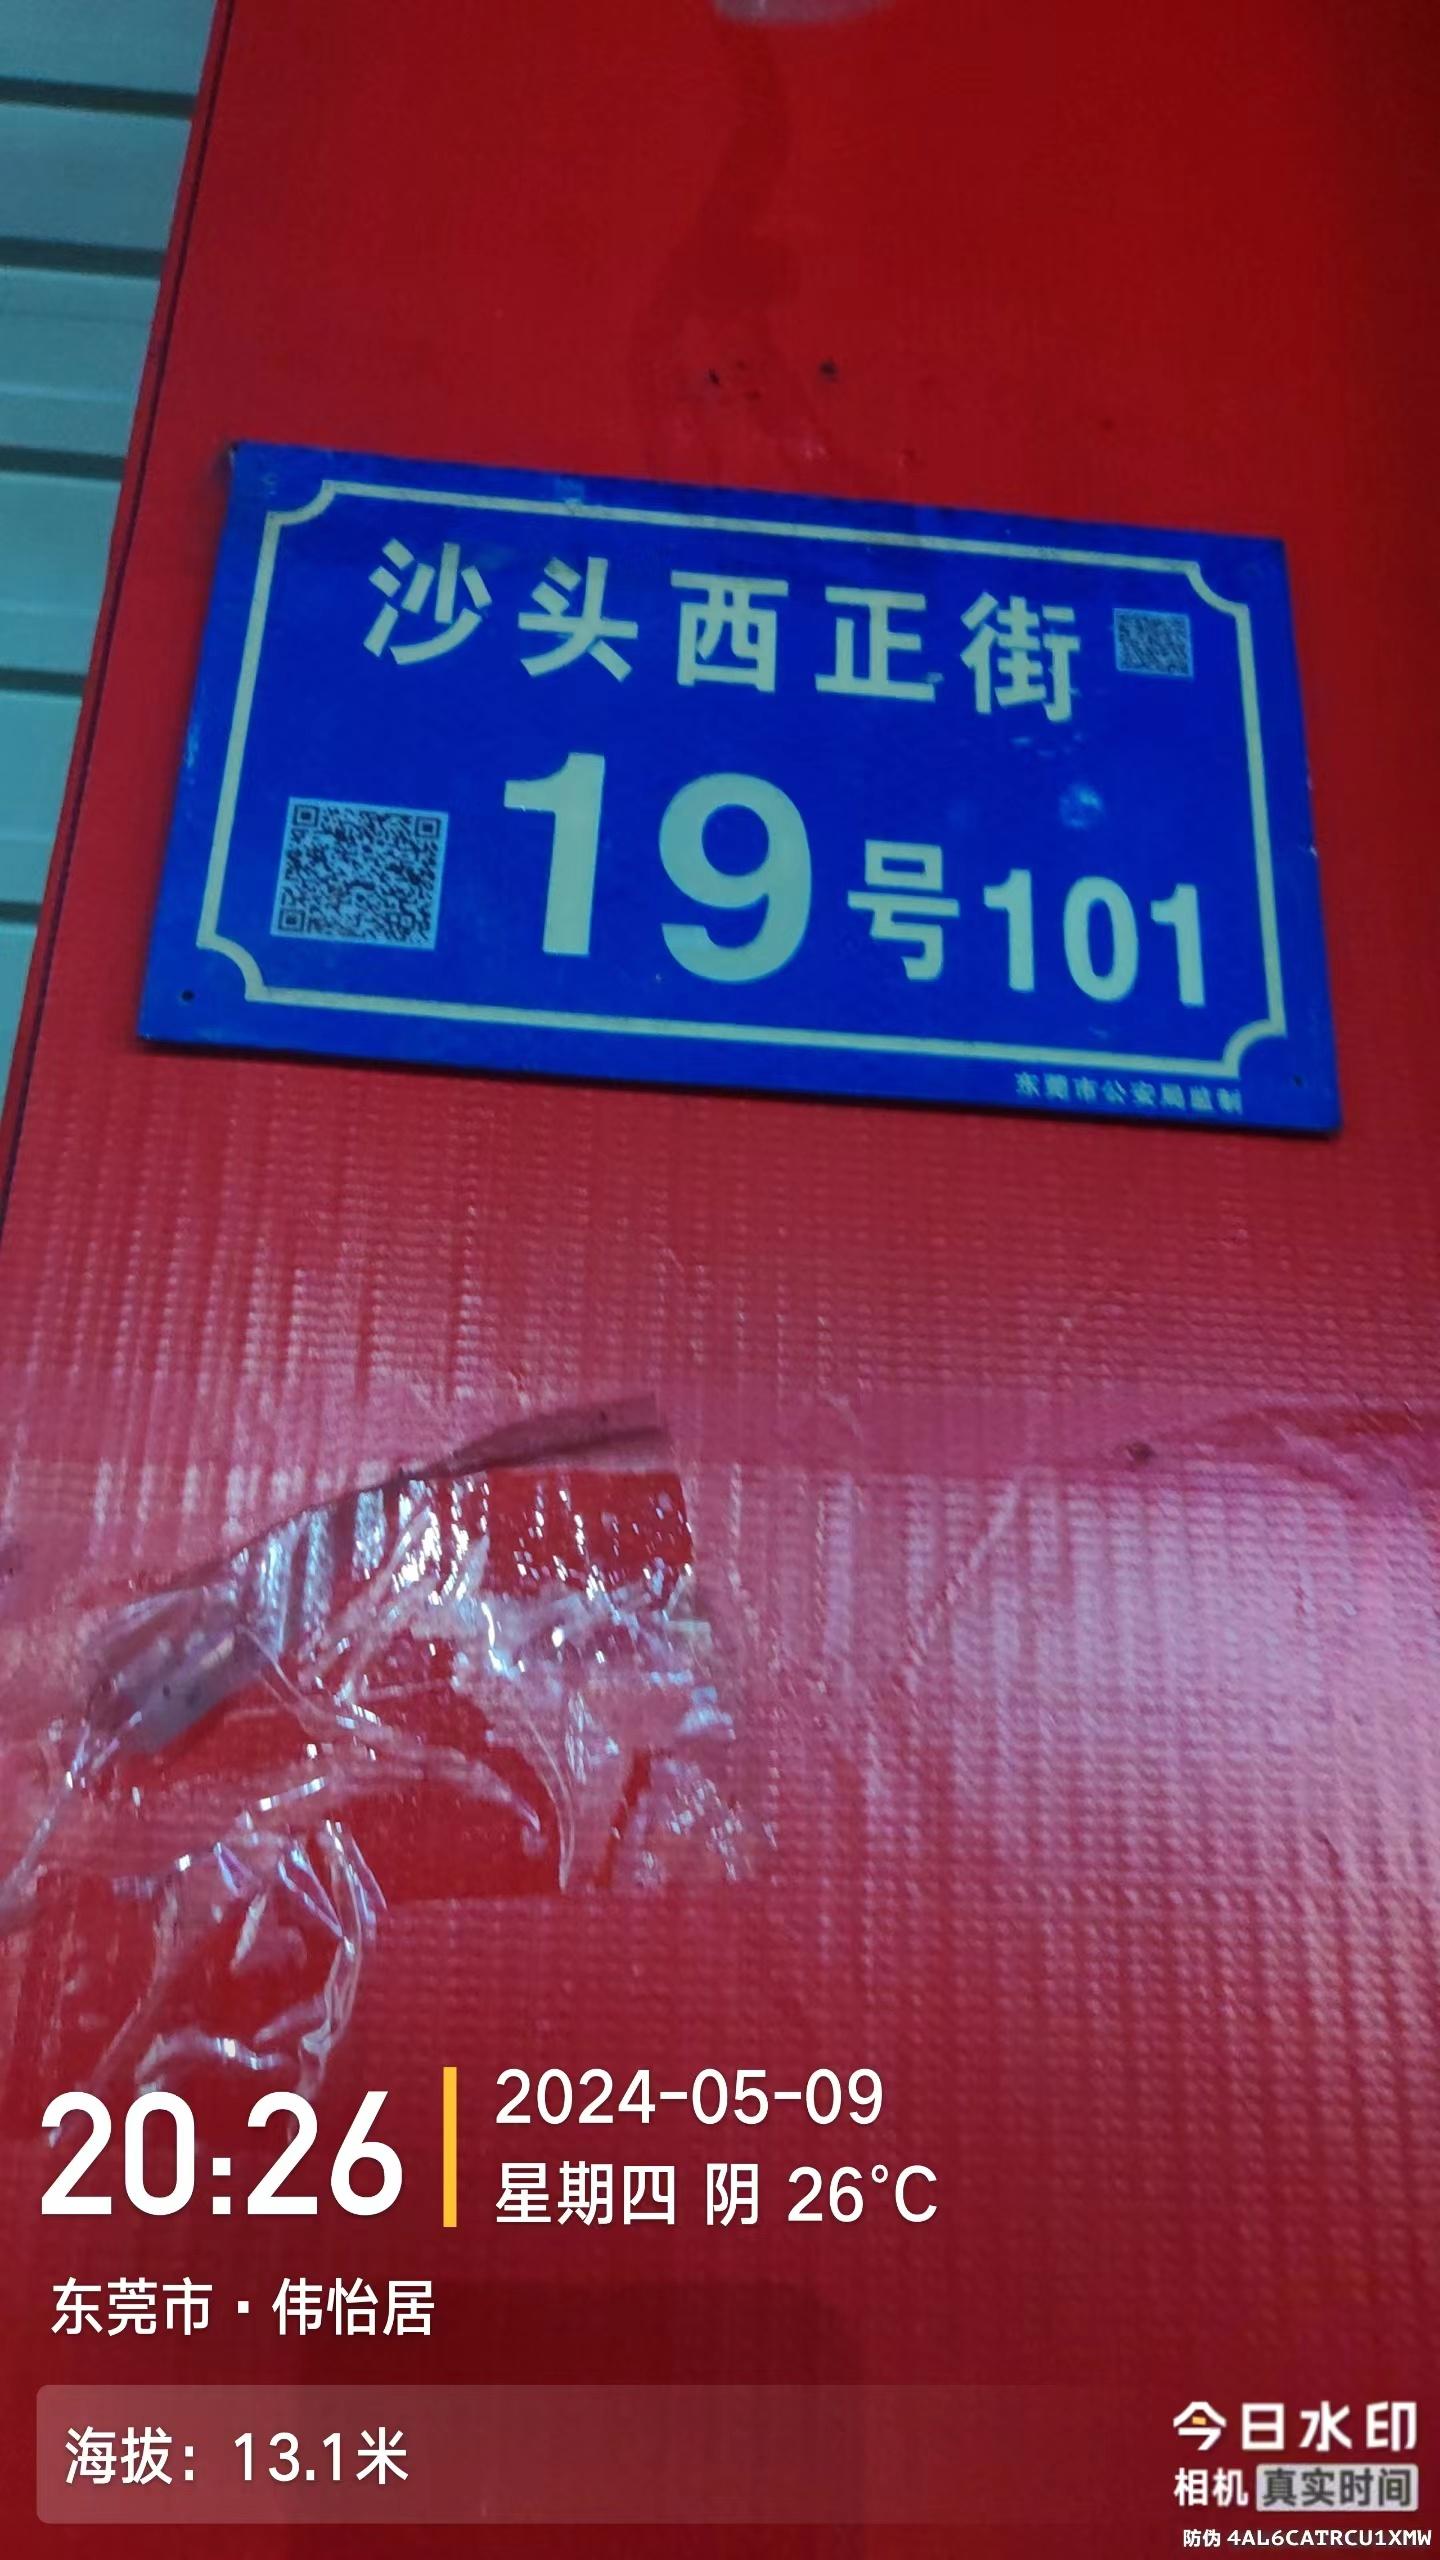 沙头西正街
19号101
东莞市公安局监制
20:26
2024-05-09
星期四 阴 26°C
东莞市·伟怡居
海拔：13.1米
今日水印
相机 真实时间
防伪 4AL6CATRCU1XMW